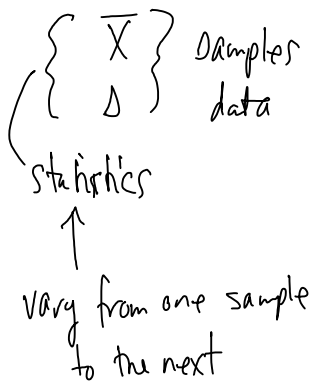 { X̄ } samples
{ s } data
statistics
vary from one sample
to the next